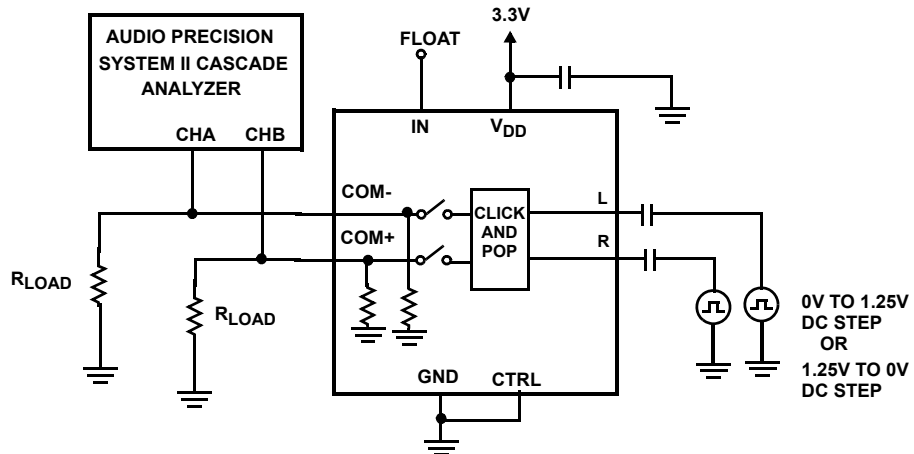 3.3V
AUDIO PRECISION
SYSTEM II CASCADE
ANALYZER
FLOAT
CHA CHB
IN
VDD
COM-
L
CLICK
AND
POP
COM+
R
RLOAD
RLOAD
0V TO 1.25V
DC STEP
OR
1.25V TO 0V
DC STEP
GND
CTRL